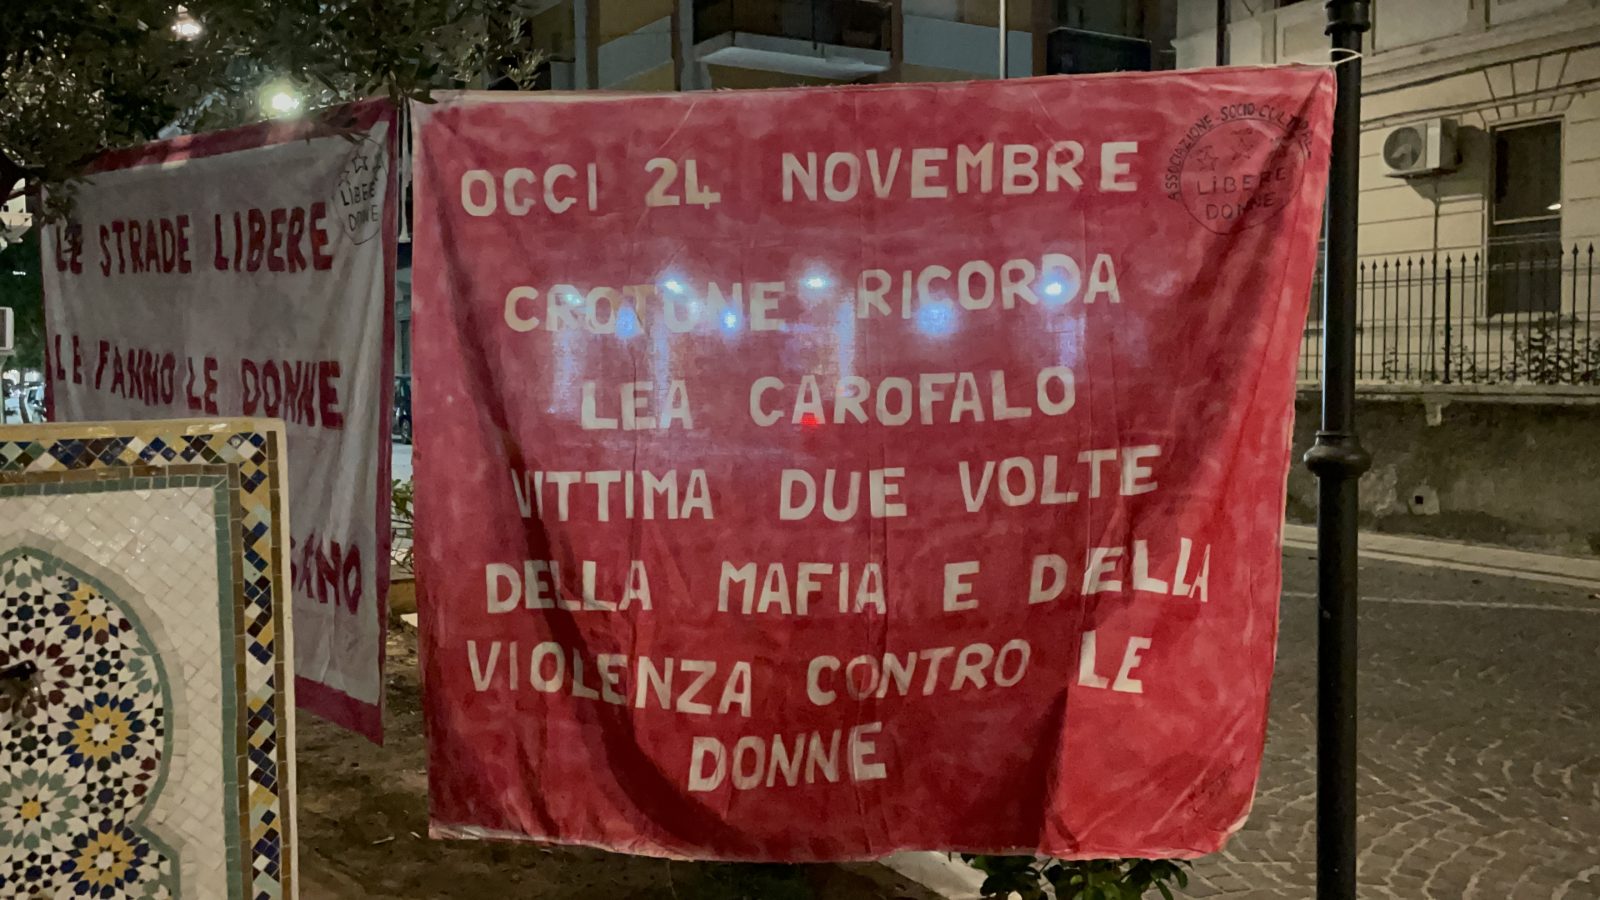 LE STRADE LIBERE
LE FANNO LE DONNE
LIBERE
DONNE
OGGI 24 NOVEMBRE
CROTONE RICORDA
LEA GAROFALO
VITTIMA DUE VOLTE
DELLA MAFIA E DELLA
VIOLENZA CONTRO LE
DONNE
ASSOCIAZIONE SOCIO-CULT
LIBERE
DONNE